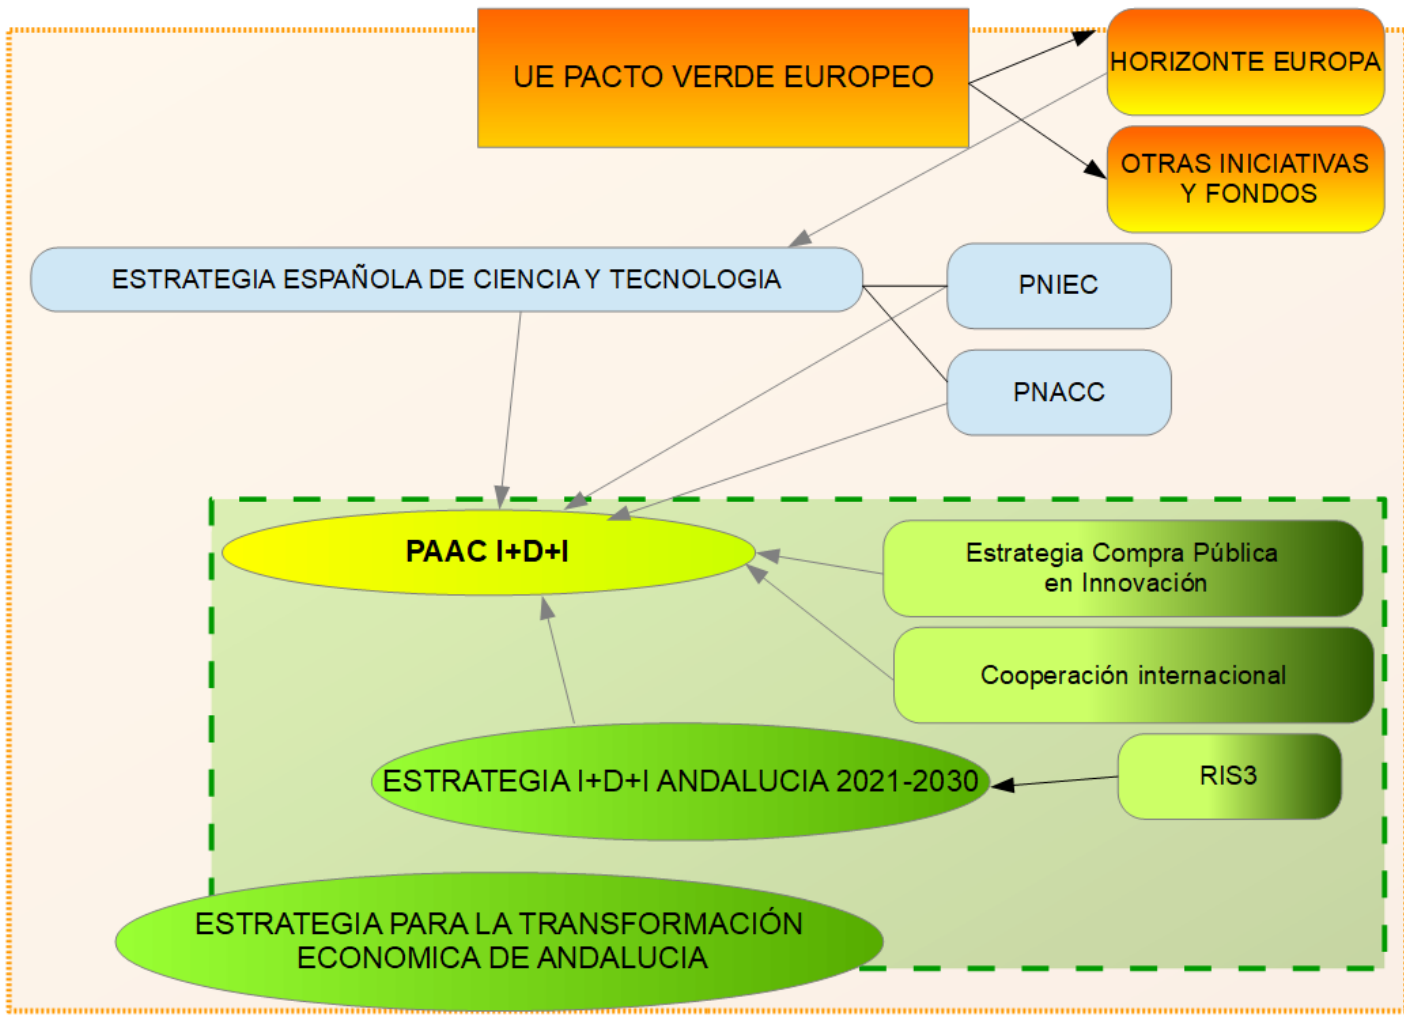 UE PACTO VERDE EUROPEO
HORIZONTE EUROPA
OTRAS INICIATIVAS
Y FONDOS
ESTRATEGIA ESPAÑOLA DE CIENCIA Y TECNOLOGIA
PNIEC
PNACC
PAAC I+D+I
Estrategia Compra Pública
en Innovación
Cooperación internacional
ESTRATEGIA I+D+I ANDALUCIA 2021-2030
RIS3
ESTRATEGIA PARA LA TRANSFORMACIÓN
ECONOMICA DE ANDALUCIA